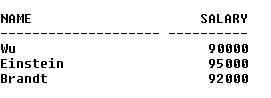 NAME                 SALARY
-------------------- ----------
Wu                    90000
Einstein              95000
Brandt                92000